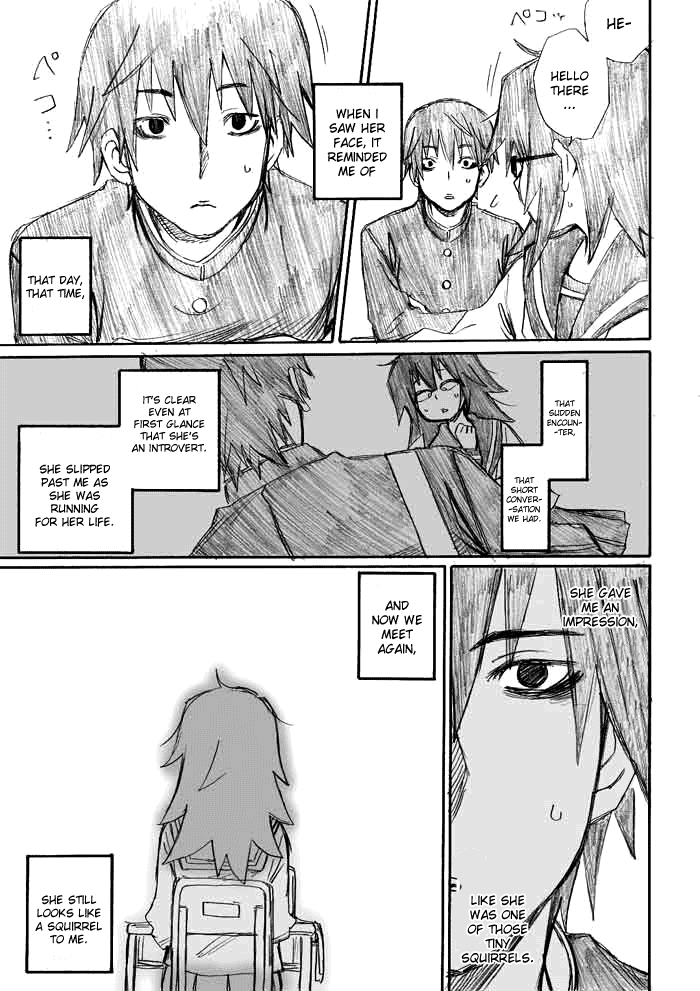 HE-
HELLO
THERE
...
ペコッ
WHEN I
SAW HER
FACE, IT
REMINDED
ME OF
ペコ...
THAT DAY,
THAT TIME,
THAT
SUDDEN
ENCOUN-
-TER,
THAT
SHORT
CONVER-
-SATION
WE HAD.
IT'S CLEAR
EVEN AT
FIRST GLANCE
THAT SHE'S
AN INTROVERT.
SHE SLIPPED
PAST ME AS
SHE WAS
RUNNING
FOR HER LIFE.
SHE GAVE
ME AN
IMPRESSION,
LIKE SHE
WAS ONE
OF THOSE
TINY
SQUIRRELS.
AND
NOW WE
MEET
AGAIN,
SHE STILL
LOOKS LIKE
A SQUIRREL
TO ME.